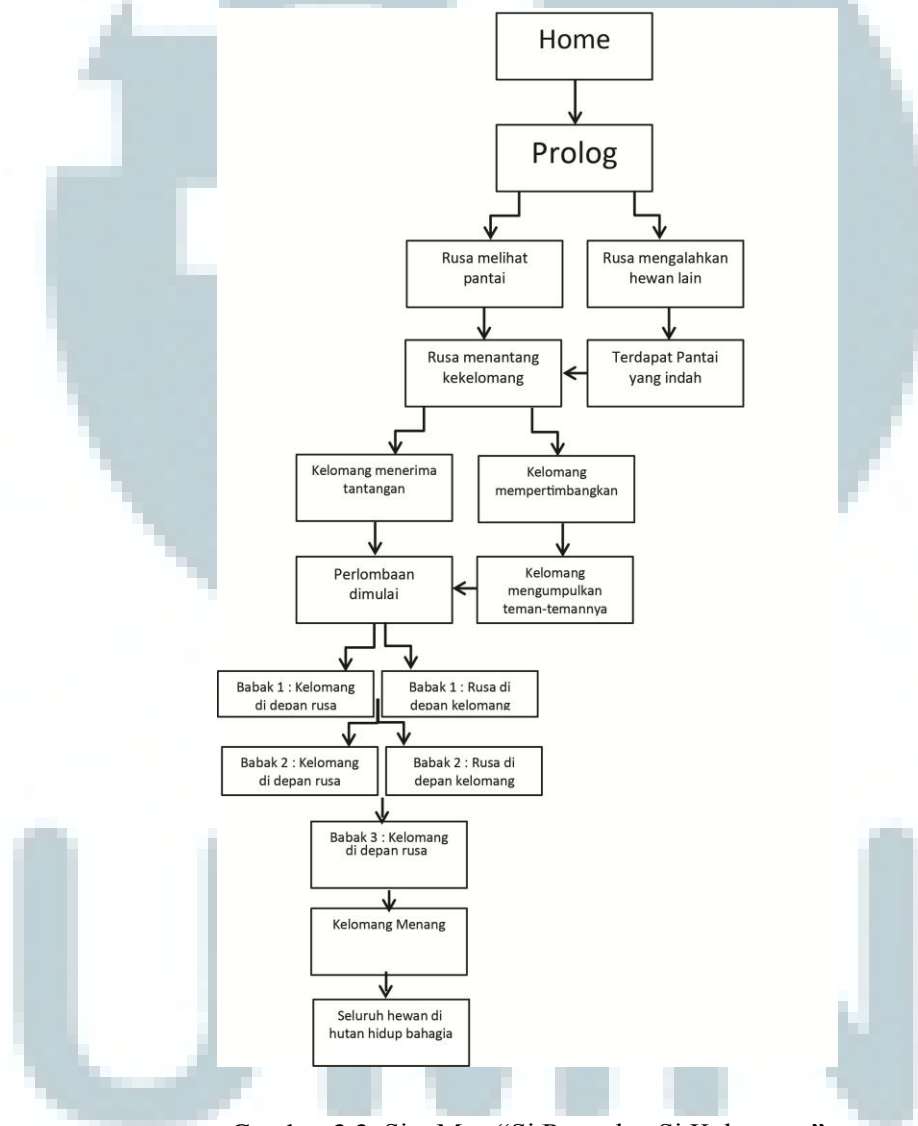 Home
Prolog
Rusa melihat
pantai
Rusa mengalahkan
hewan lain
Rusa menantang
kekelomang
Terdapat Pantai
yang indah
Kelomang menerima
tantangan
Kelomang
mempertimbangkan
Perlombaan
dimulai
Kelomang
mengumpulkan
teman-temannya
Babak 1 : Kelomang
di depan rusa
Babak 1 : Rusa di
depan kelomang
Babak 2 : Kelomang
di depan rusa
Babak 2 : Rusa di
depan kelomang
Babak 3 : Kelomang
di depan rusa
Kelomang Menang
Seluruh hewan di
hutan hidup bahagia